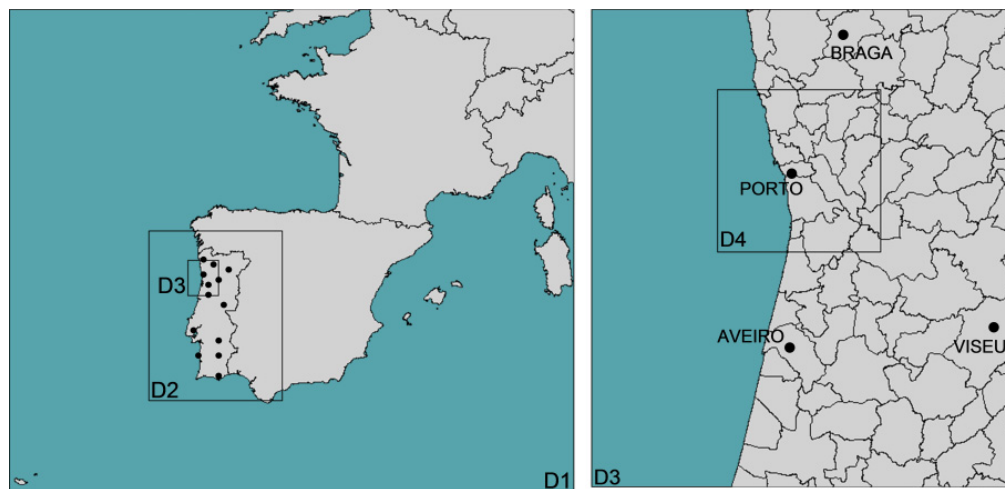 D3
D2
D1
BRAGA
PORTO
D4
AVEIRO
VISEU
D3